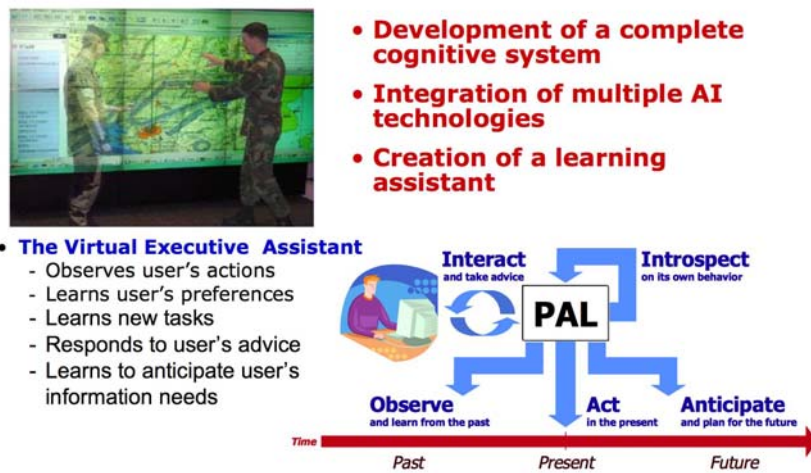 • Development of a complete
cognitive system
• Integration of multiple AI
technologies
• Creation of a learning
assistant
• The Virtual Executive Assistant
- Observes user's actions
- Learns user's preferences
- Learns new tasks
- Responds to user's advice
- Learns to anticipate user's
information needs
Interact
and take advice
Introspect
on its own behavior
PAL
Observe
and learn from the past
Act
in the present
Anticipate
and plan for the future
Time
Past
Present
Future